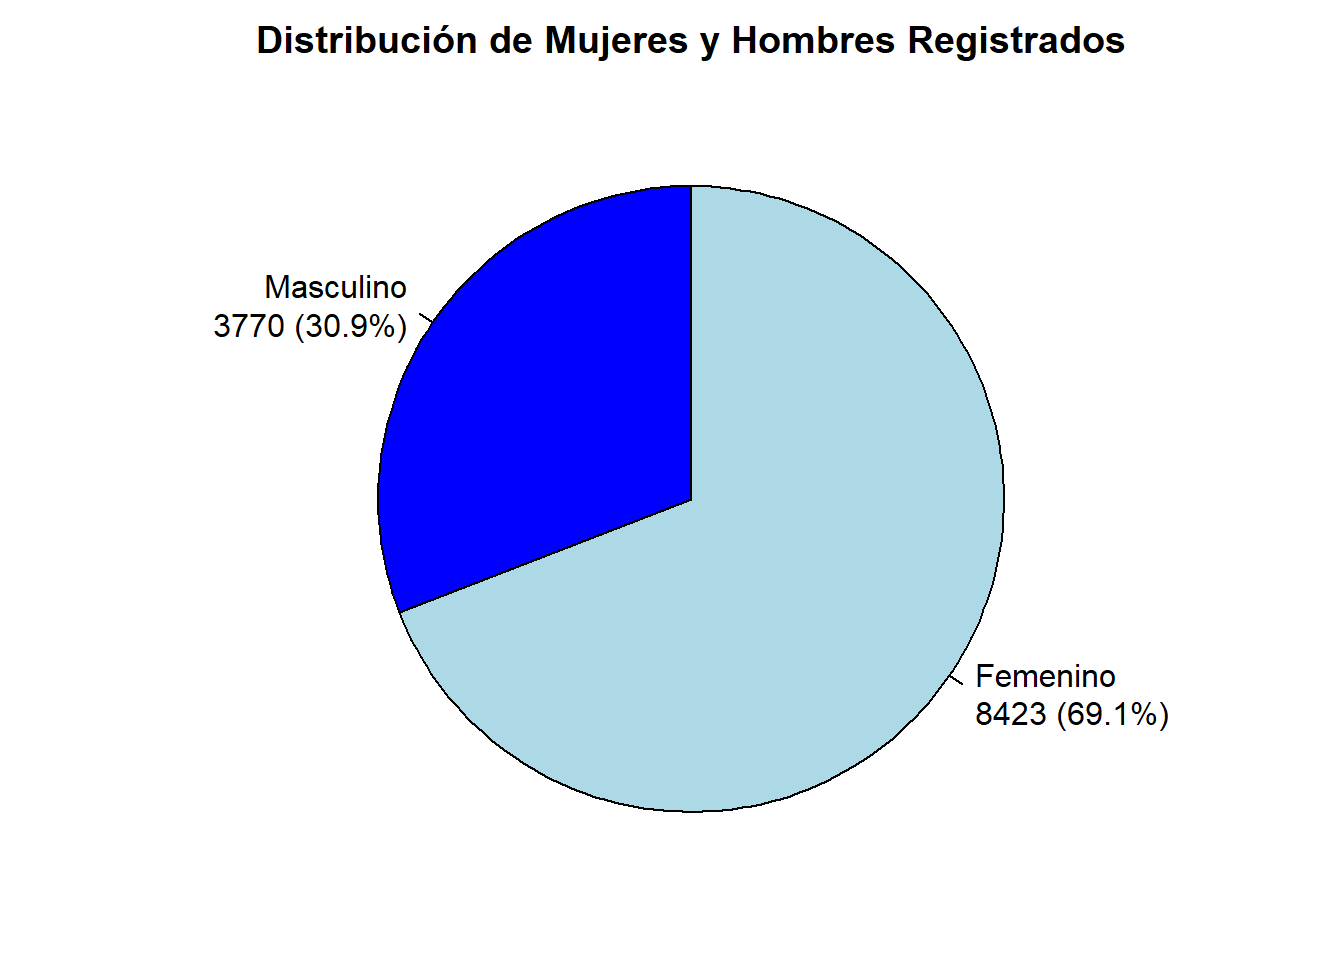 Distribución de Mujeres y Hombres Registrados
Masculino
3770 (30.9%)
Femenino
8423 (69.1%)